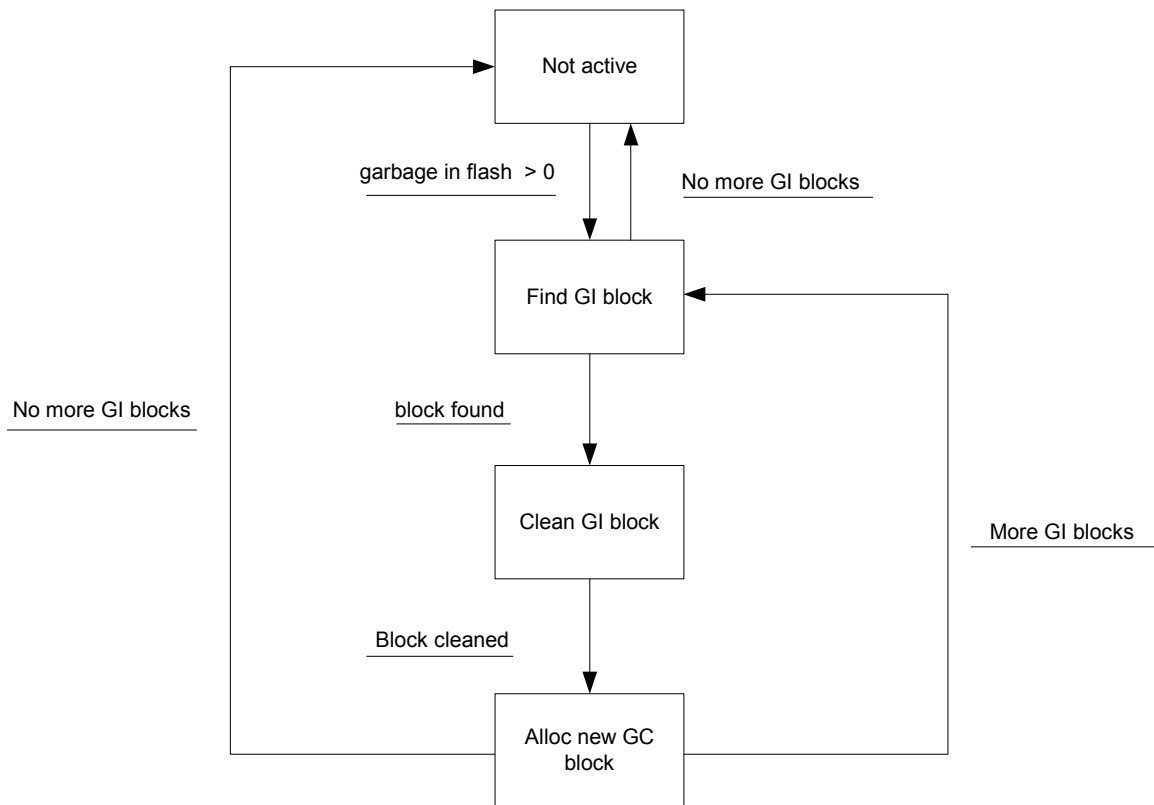 Not active
garbage in flash > 0
No more GI blocks
Find GI block
No more GI blocks
block found
Clean GI block
More GI blocks
Block cleaned
Alloc new GC
block